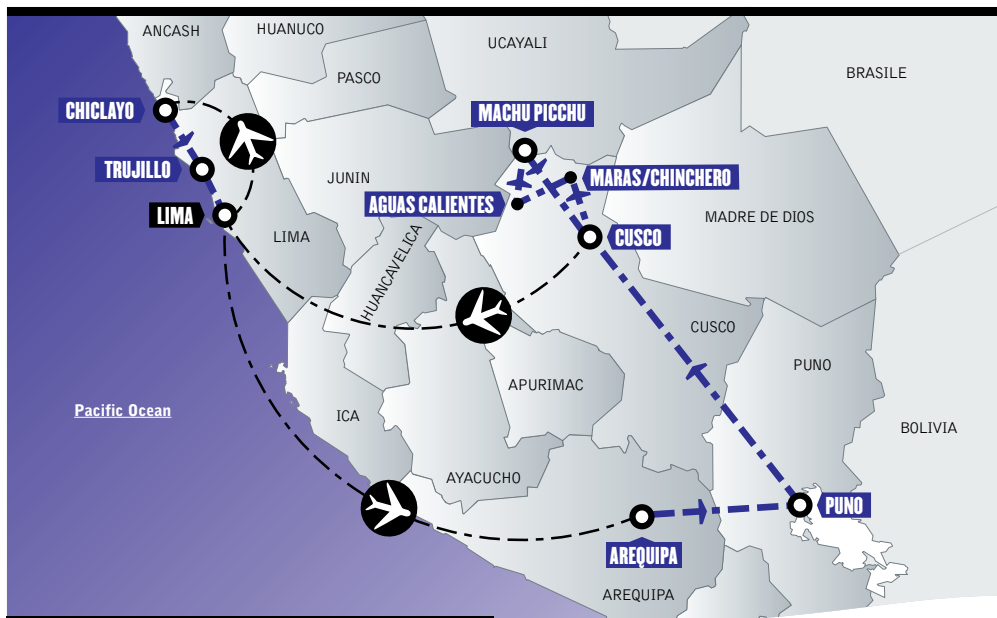 ANCASH
HUANUCO
UCAYALI
BRASILE
PASCO
CHICLAYO
MACHU PICCHU
TRUJILLO
JUNIN
MARAS/CHINCHERO
AGUAS CALIENTES
LIMA
MADRE DE DIOS
LIMA
CUSCO
HUANCAVELICA
CUSCO
PUNO
APURIMAC
Pacific Ocean
ICA
BOLIVIA
AYACUCHO
PUNO
AREQUIPA
AREQUIPA